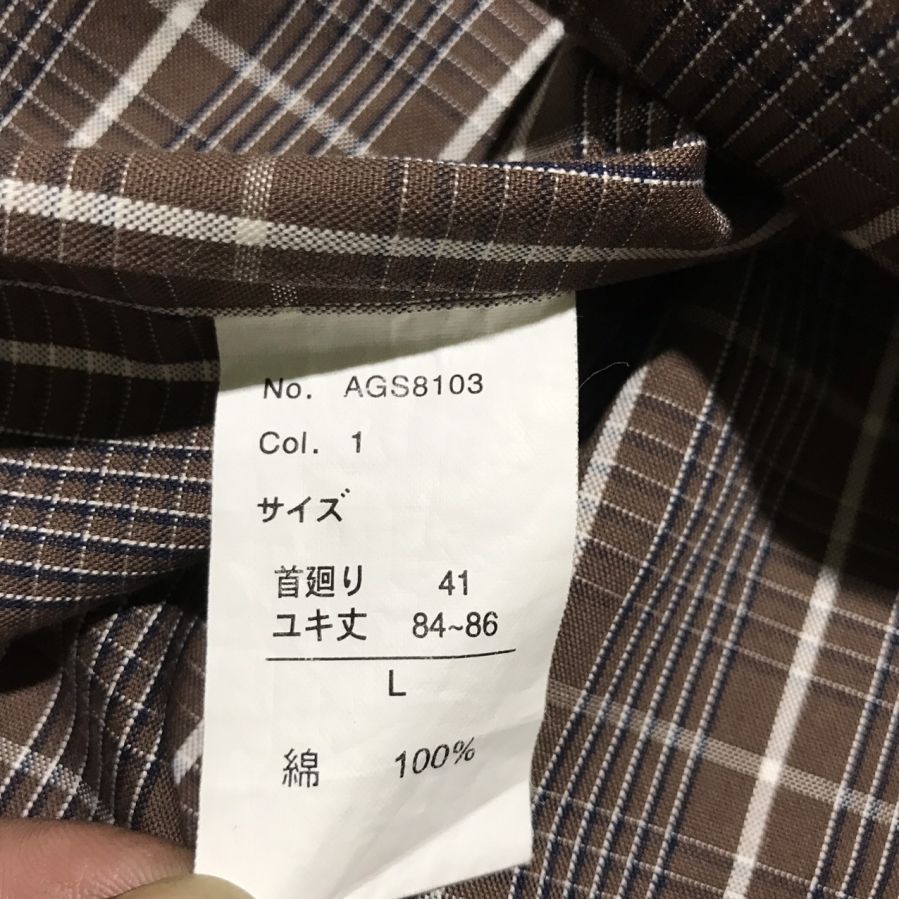 No. AGS8103
Col. 1
サイズ
首廻り 41
ユキ丈 84~86
L
綿 100%